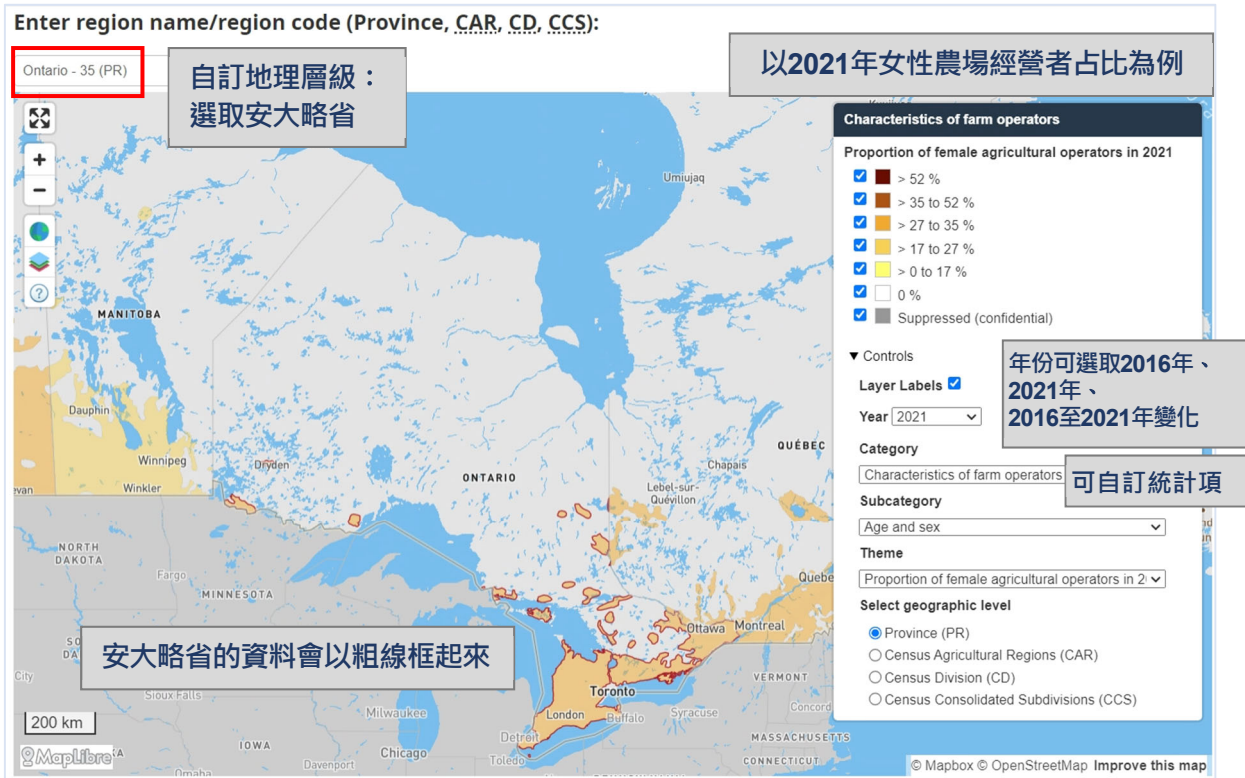 Enter region name/region code (Province, CAR, CD, CCS):
Ontario - 35 (PR)
自訂地理層級：
選取安大略省
以2021年女性農場經營者占比為例
Characteristics of farm operators
Proportion of female agricultural operators in 2021
> 52 %
> 35 to 52 %
> 27 to 35 %
> 17 to 27 %
> 0 to 17 %
0 %
Suppressed (confidential)
▼ Controls
Layer Labels
Year 2021
年份可選取2016年、
2021年、
2016至2021年變化
Category
Characteristics of farm operators
可自訂統計項
Subcategory
Age and sex
Theme
Proportion of female agricultural operators in 2
Select geographic level
Province (PR)
Census Agricultural Regions (CAR)
Census Division (CD)
Census Consolidated Subdivisions (CCS)
Umiujaq
MANITOBA
Dauphin
Winnipeg
Winkler
Dryden
ONTARIO
QUÉBEC
Chapais
Lebel-sur-
Quévillon
NORTH
DAKOTA
Fargo
MINNESOTA
Québe
Ottawa
Montreal
安大略省的資料會以粗線框起來
City
Sioux Falls
Toronto
VERMONT
London
Buffalo
Syracuse
Concord
Milwaukee
200 km
Detroit
MASSACHUSETTS
MapLibre
IOWA
Chicago
Toledo
CONNECTICUT
Davenport
Omaha
© Mapbox © OpenStreetMap Improve this map